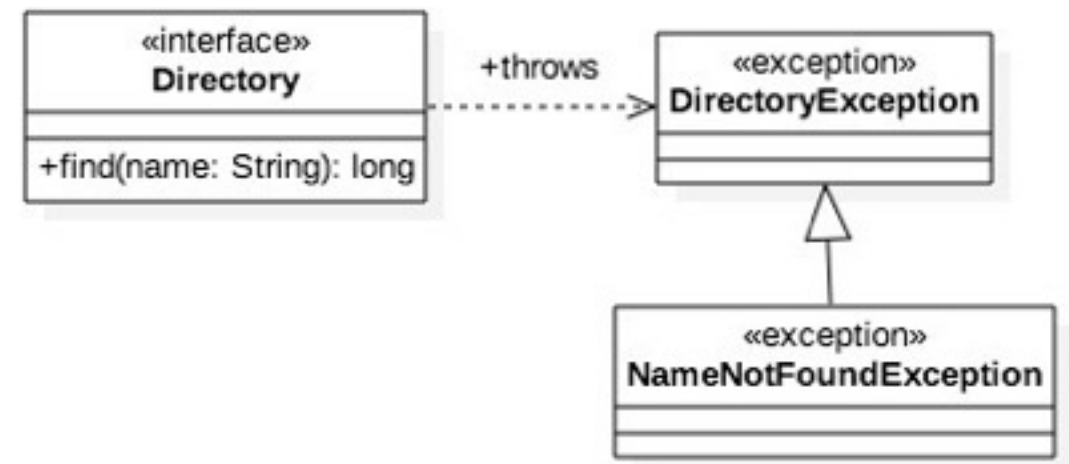 «interface»
Directory
+find(name: String): long
+throws
«exception»
DirectoryException
«exception»
NameNotFoundException